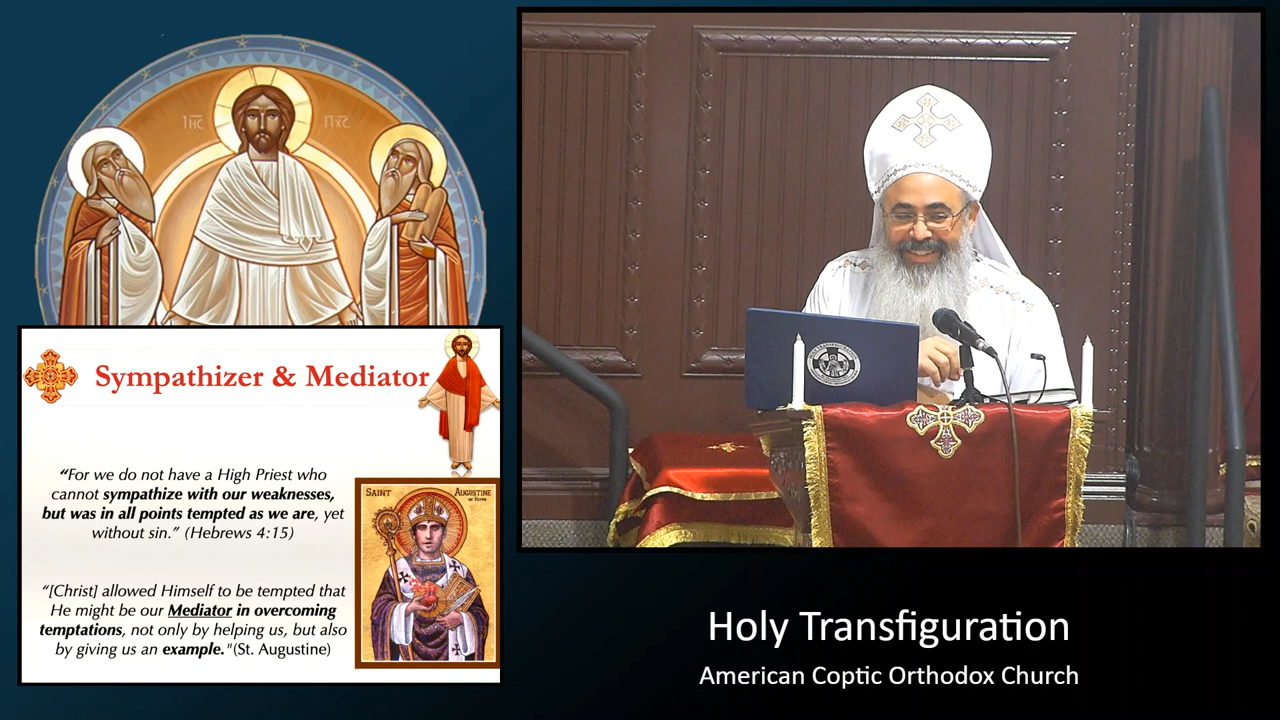 ΙΗ̅C̅
Π̅Χ̅C̅
Sympathizer & Mediator
“For we do not have a High Priest who
cannot sympathize with our weaknesses,
but was in all points tempted as we are, yet
without sin.” (Hebrews 4:15)
SAINT AUGUSTINE
OF HIPPO
“[Christ] allowed Himself to be tempted that
He might be our Mediator in overcoming
temptations, not only by helping us, but also
by giving us an example."(St. Augustine)
Holy Transfiguration
American Coptic Orthodox Church